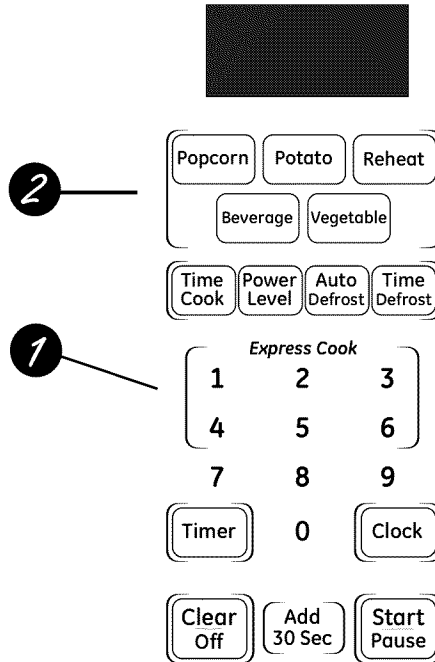 Popcorn Potato Reheat
2
Beverage Vegetable
Time Cook Power Level Auto Defrost Time Defrost
1
Express Cook
1 2 3
4 5 6
7 8 9
Timer 0 Clock
Clear Off Add 30 Sec Start Pause